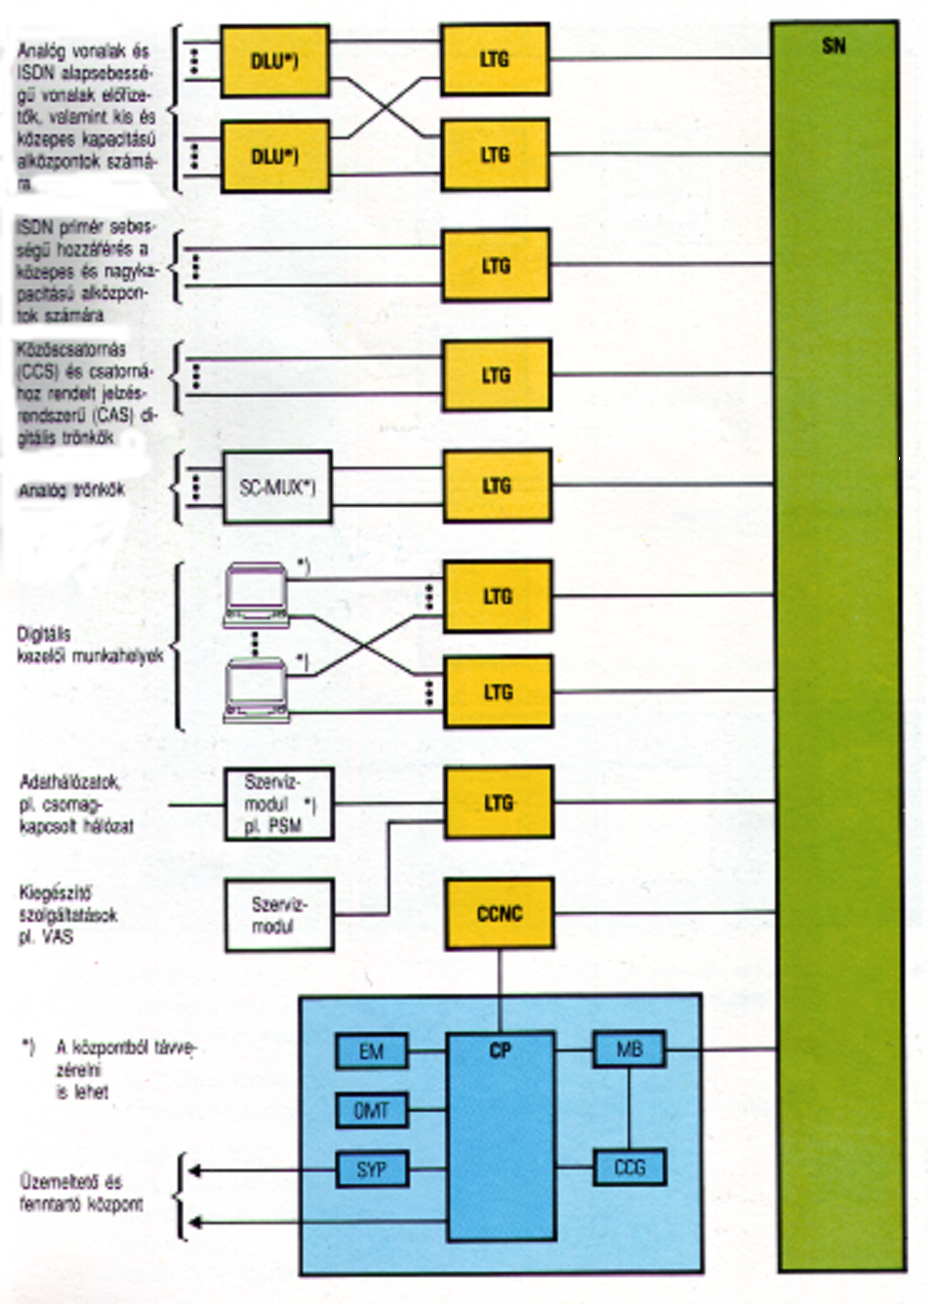 Analóg vonalak és
ISDN alapsebessé-
gű vonalak előfize-
tők, valamint kis és
közepes kapacitású
alközpontok számá-
ra
DLU*)
LTG
SN
DLU*)
LTG
ISDN primér sebes-
ségű hozzáférés a
közepes és nagyka-
pacitású alközpon-
tok számára
LTG
Közöscsatornás
(CCS) és csatorná-
hoz rendelt jelzés-
rendszerű (CAS) di-
gitális trönkök
LTG
Analóg trönkök
SC-MUX*)
LTG
Digitális
kezelői munkahelyek
*)
LTG
*)
LTG
Adathálózatok,
pl. csomag-
kapcsolt hálózat
Szerviz-
modul *)
pl. PSM
LTG
Kiegészítő
szolgáltatások
pl. VAS
Szerviz-
modul
CCNC
*) A központból távve-
zérelni
is lehet
EM
CP
MB
OMT
SYP
CCG
Üzemeltető és
fenntartó központ